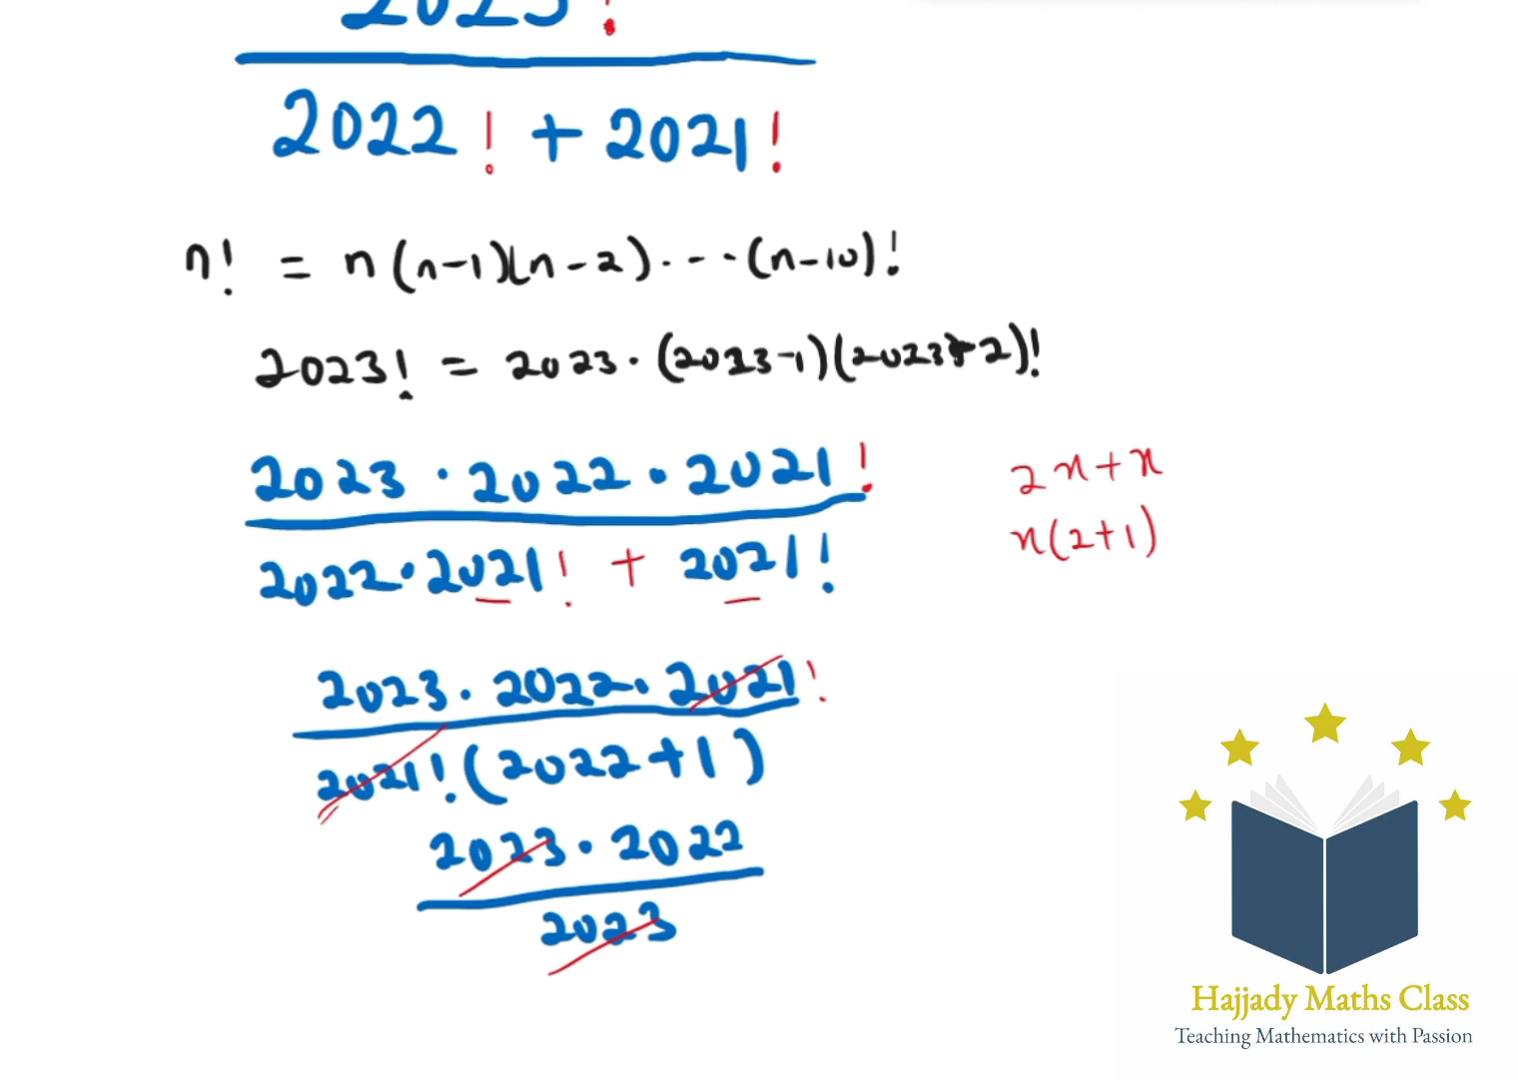 2023!
2022! + 2021!
n! = n(n-1)(n-2)...(n-10)!
2023! = 2023·(2023-1)(2023-2)!
2023·2022·2021!
2022·2021! + 2021!
2x+x
x(2+1)
2023·2022·2021!
2021!(2022+1)
2023·2022
2023
Hajjady Maths Class
Teaching Mathematics with Passion